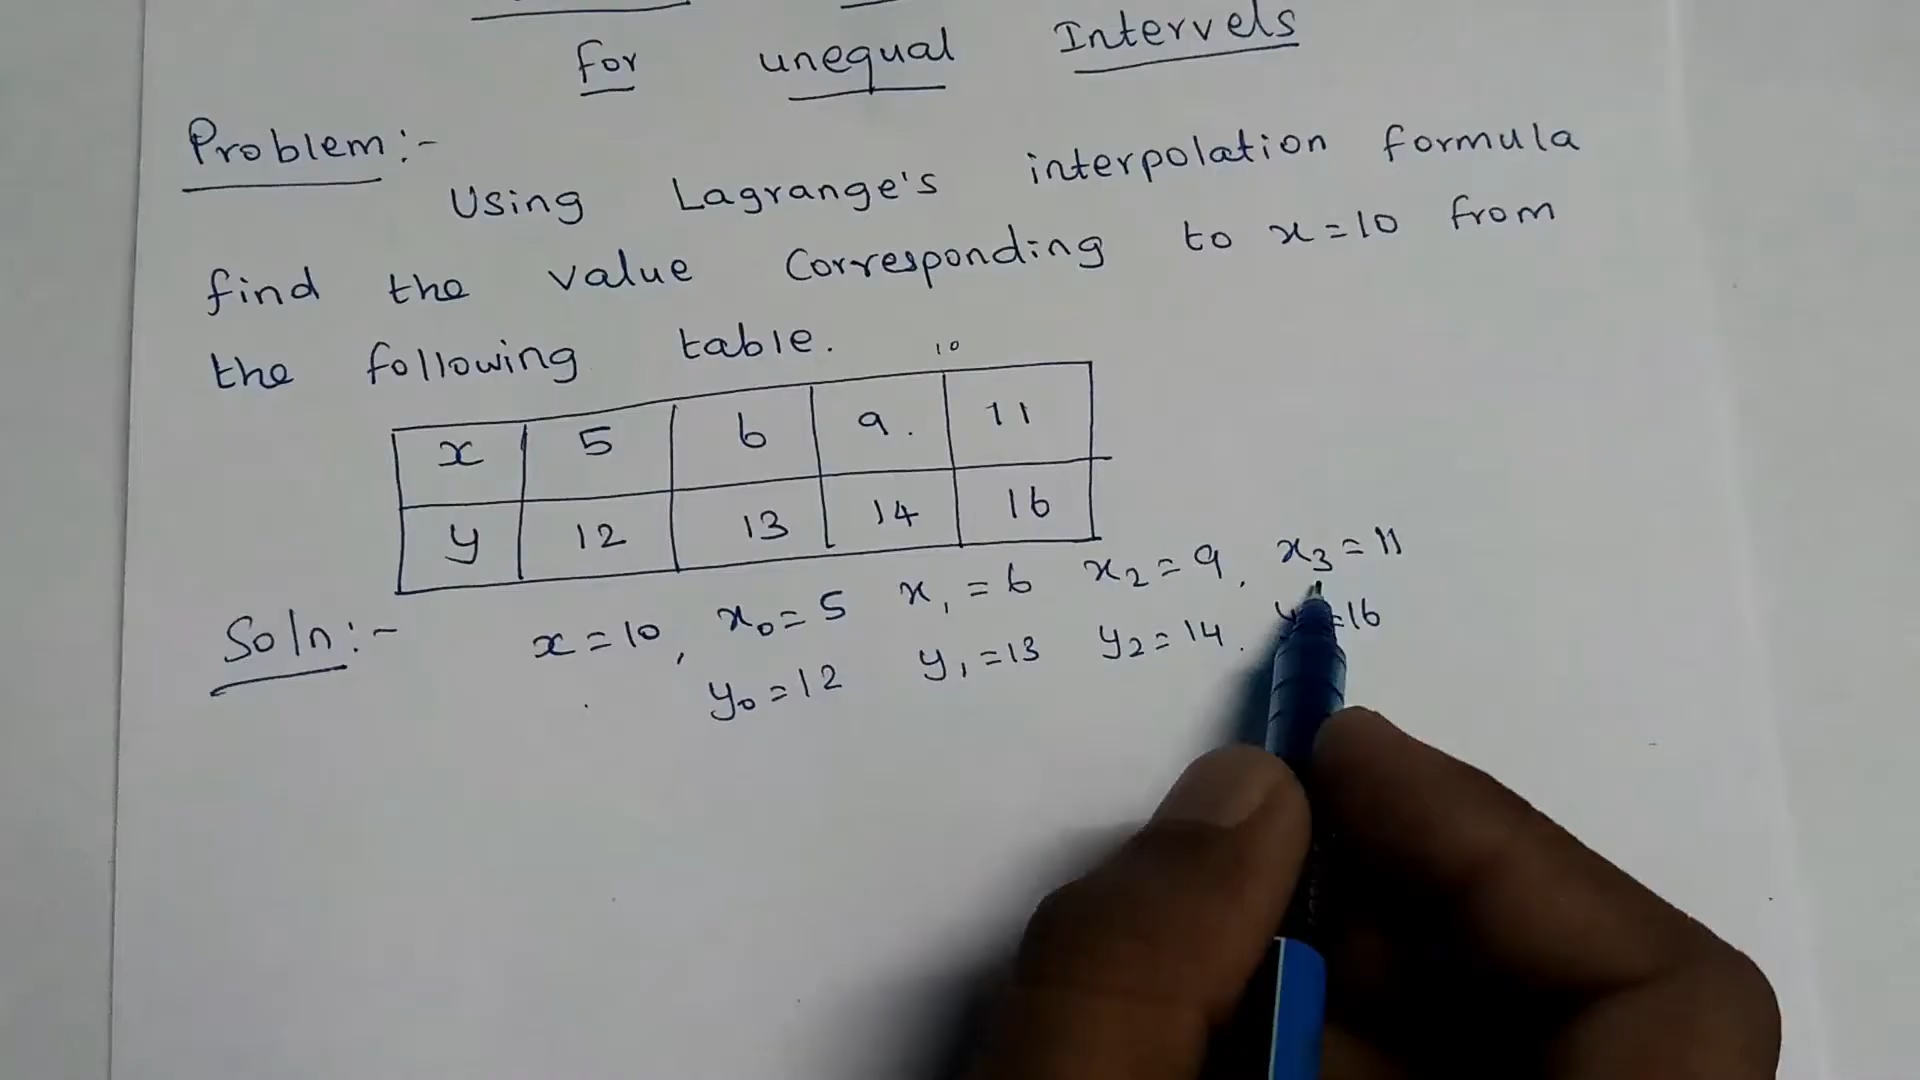 For unequal Intervels
Problem:-
Using Lagrange's interpolation formula
find the value Corresponding to x=10 from
the following table.
10
x 5 6 9. 11
y 12 13 14 16
Soln:- x=10, x0=5 x1=6 x2=9, x3=11
y0=12 y1=13 y2=14. =16